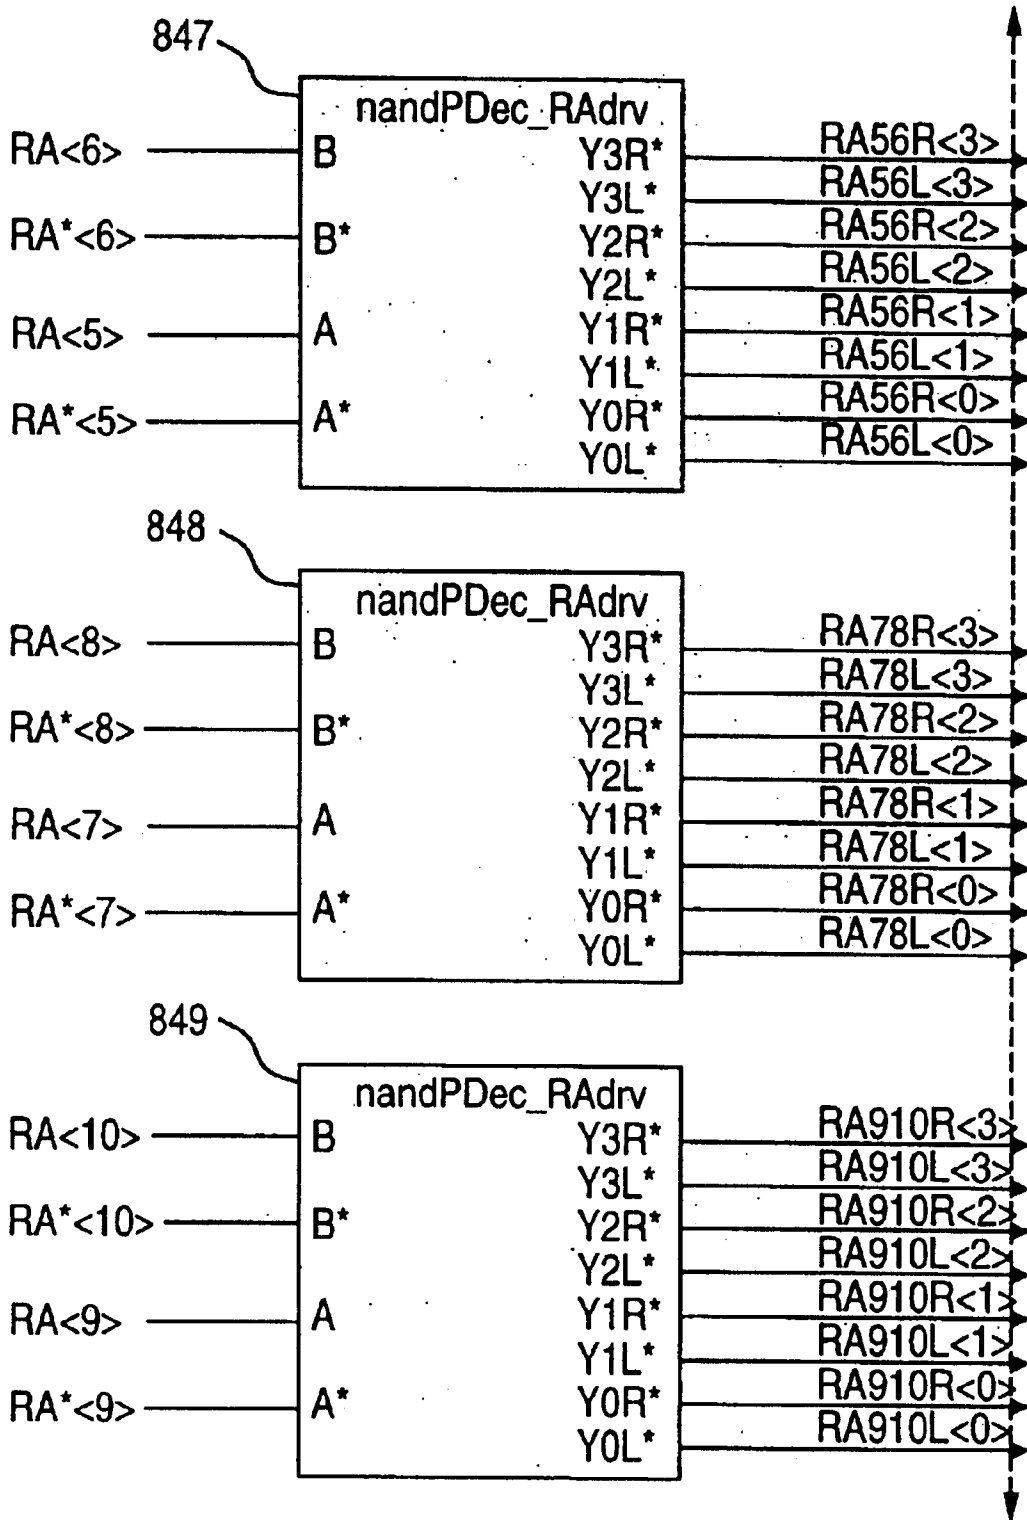 847
nandPDec_RAdrv
RA<6> B Y3R* RA56R<3>
Y3L* RA56L<3>
RA*<6> B* Y2R* RA56R<2>
Y2L* RA56L<2>
RA<5> A Y1R* RA56R<1>
Y1L* RA56L<1>
RA*<5> A* Y0R* RA56R<0>
Y0L* RA56L<0>
848
nandPDec_RAdrv
RA<8> B Y3R* RA78R<3>
Y3L* RA78L<3>
RA*<8> B* Y2R* RA78R<2>
Y2L* RA78L<2>
RA<7> A Y1R* RA78R<1>
Y1L* RA78L<1>
RA*<7> A* Y0R* RA78R<0>
Y0L* RA78L<0>
849
nandPDec_RAdrv
RA<10> B Y3R* RA910R<3>
Y3L* RA910L<3>
RA*<10> B* Y2R* RA910R<2>
Y2L* RA910L<2>
RA<9> A Y1R* RA910R<1>
Y1L* RA910L<1>
RA*<9> A* Y0R* RA910R<0>
Y0L* RA910L<0>